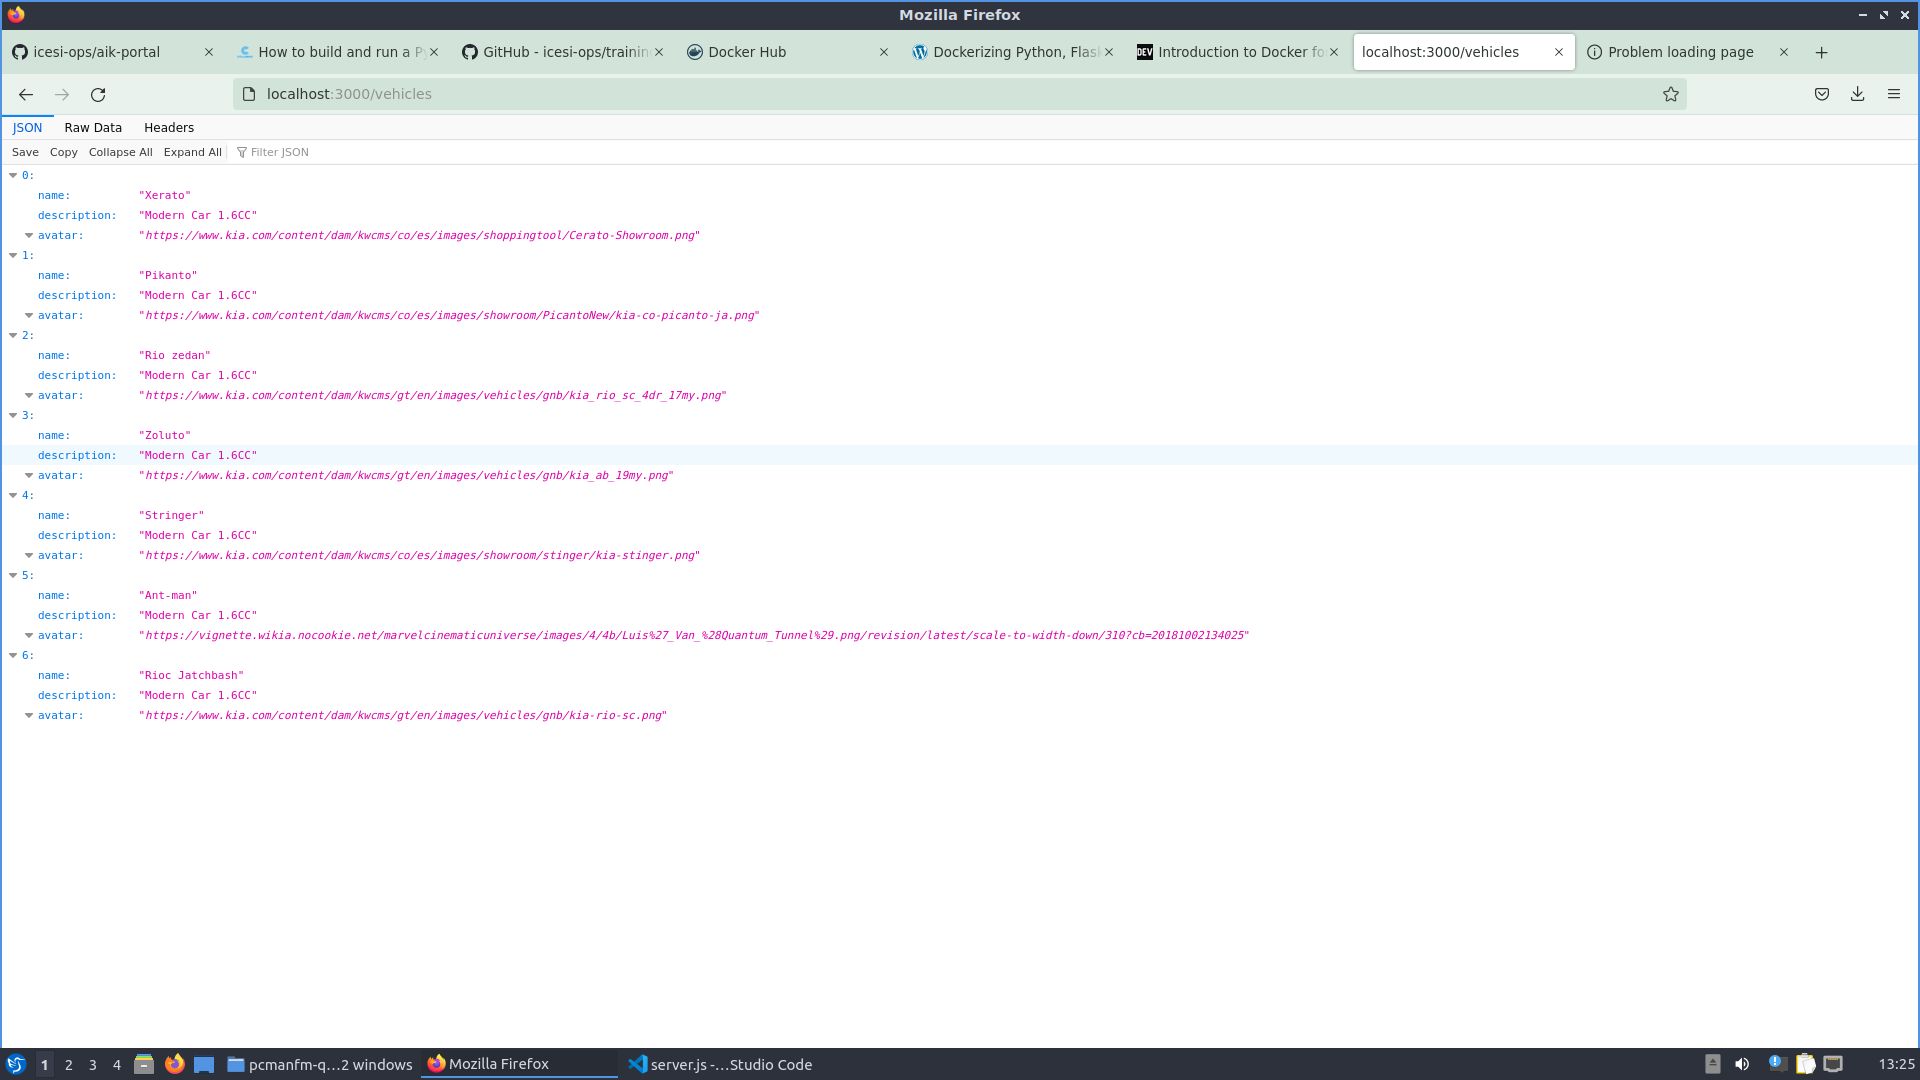 Mozilla Firefox
icesi-ops/aik-portal
How to build and run a Py
GitHub - icesi-ops/training
Docker Hub
Dockerizing Python, Flask
DEV Introduction to Docker fo
localhost:3000/vehicles
Problem loading page
localhost:3000/vehicles
JSON Raw Data Headers
Save Copy Collapse All Expand All Filter JSON
0:
name: "Xerato"
description: "Modern Car 1.6CC"
avatar: "https://www.kia.com/content/dam/kwcms/co/es/images/shoppingtool/Cerato-Showroom.png"
1:
name: "Pikanto"
description: "Modern Car 1.6CC"
avatar: "https://www.kia.com/content/dam/kwcms/co/es/images/showroom/PicantoNew/kia-co-picanto-ja.png"
2:
name: "Rio zedan"
description: "Modern Car 1.6CC"
avatar: "https://www.kia.com/content/dam/kwcms/gt/en/images/vehicles/gnb/kia_rio_sc_4dr_17my.png"
3:
name: "Zoluto"
description: "Modern Car 1.6CC"
avatar: "https://www.kia.com/content/dam/kwcms/gt/en/images/vehicles/gnb/kia_ab_19my.png"
4:
name: "Stringer"
description: "Modern Car 1.6CC"
avatar: "https://www.kia.com/content/dam/kwcms/co/es/images/showroom/stinger/kia-stinger.png"
5:
name: "Ant-man"
description: "Modern Car 1.6CC"
avatar: "https://vignette.wikia.nocookie.net/marvelcinematicuniverse/images/4/4b/Luis%27_Van_%28Quantum_Tunnel%29.png/revision/latest/scale-to-width-down/310?cb=20181002134025"
6:
name: "Rioc Jatchbash"
description: "Modern Car 1.6CC"
avatar: "https://www.kia.com/content/dam/kwcms/gt/en/images/vehicles/gnb/kia-rio-sc.png"
1 2 3 4 pcmanfm-q...2 windows Mozilla Firefox server.js -...Studio Code 13:25